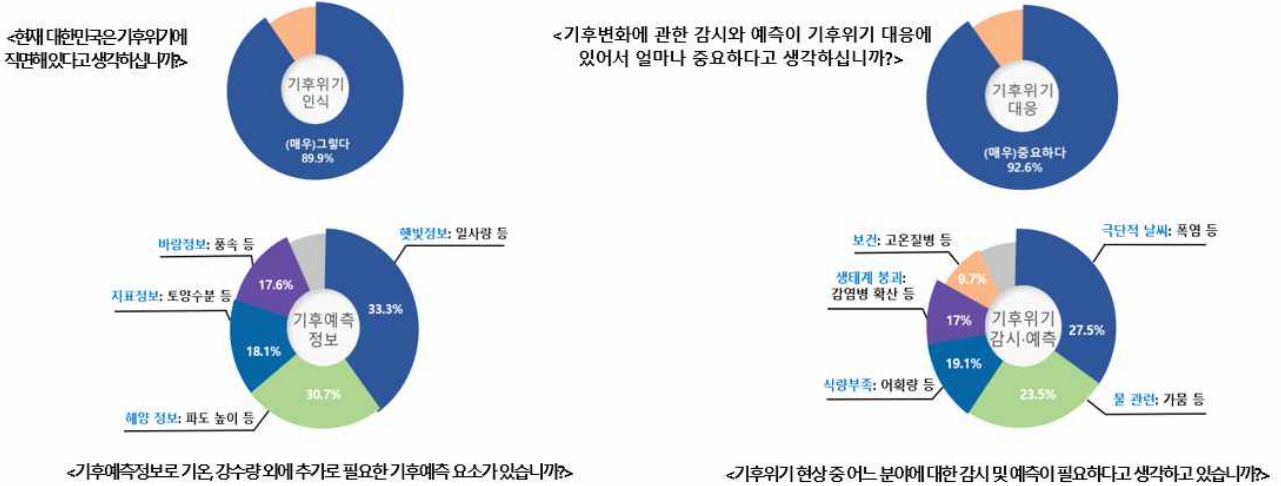 <현재 대한민국은 기후위기에
직면해 있다고 생각하십니까?>
기후위기
인식
(매우)그렇다
89.9%
<기후변화에 관한 감시와 예측이 기후위기 대응에
있어서 얼마나 중요하다고 생각하십니까?>
기후위기
대응
(매우)중요하다
92.6%
바람정보: 풍속 등
햇빛정보: 일사량 등
지표정보: 토양수분 등
해양 정보: 파도 높이 등
17.6%
33.3%
18.1%
30.7%
기후예측
정보
<기후예측정보로 기온, 강수량 외에 추가로 필요한 기후예측 요소가 있습니까?>
보건: 고온질병 등
극단적 날씨: 폭염 등
생태계 붕괴:
감염병 확산 등
식량부족: 어획량 등
물 관련: 가뭄 등
9.7%
17%
27.5%
19.1%
23.5%
기후위기
감시·예측
<기후위기 현상 중 어느 분야에 대한 감시 및 예측이 필요하다고 생각하고 있습니까?>